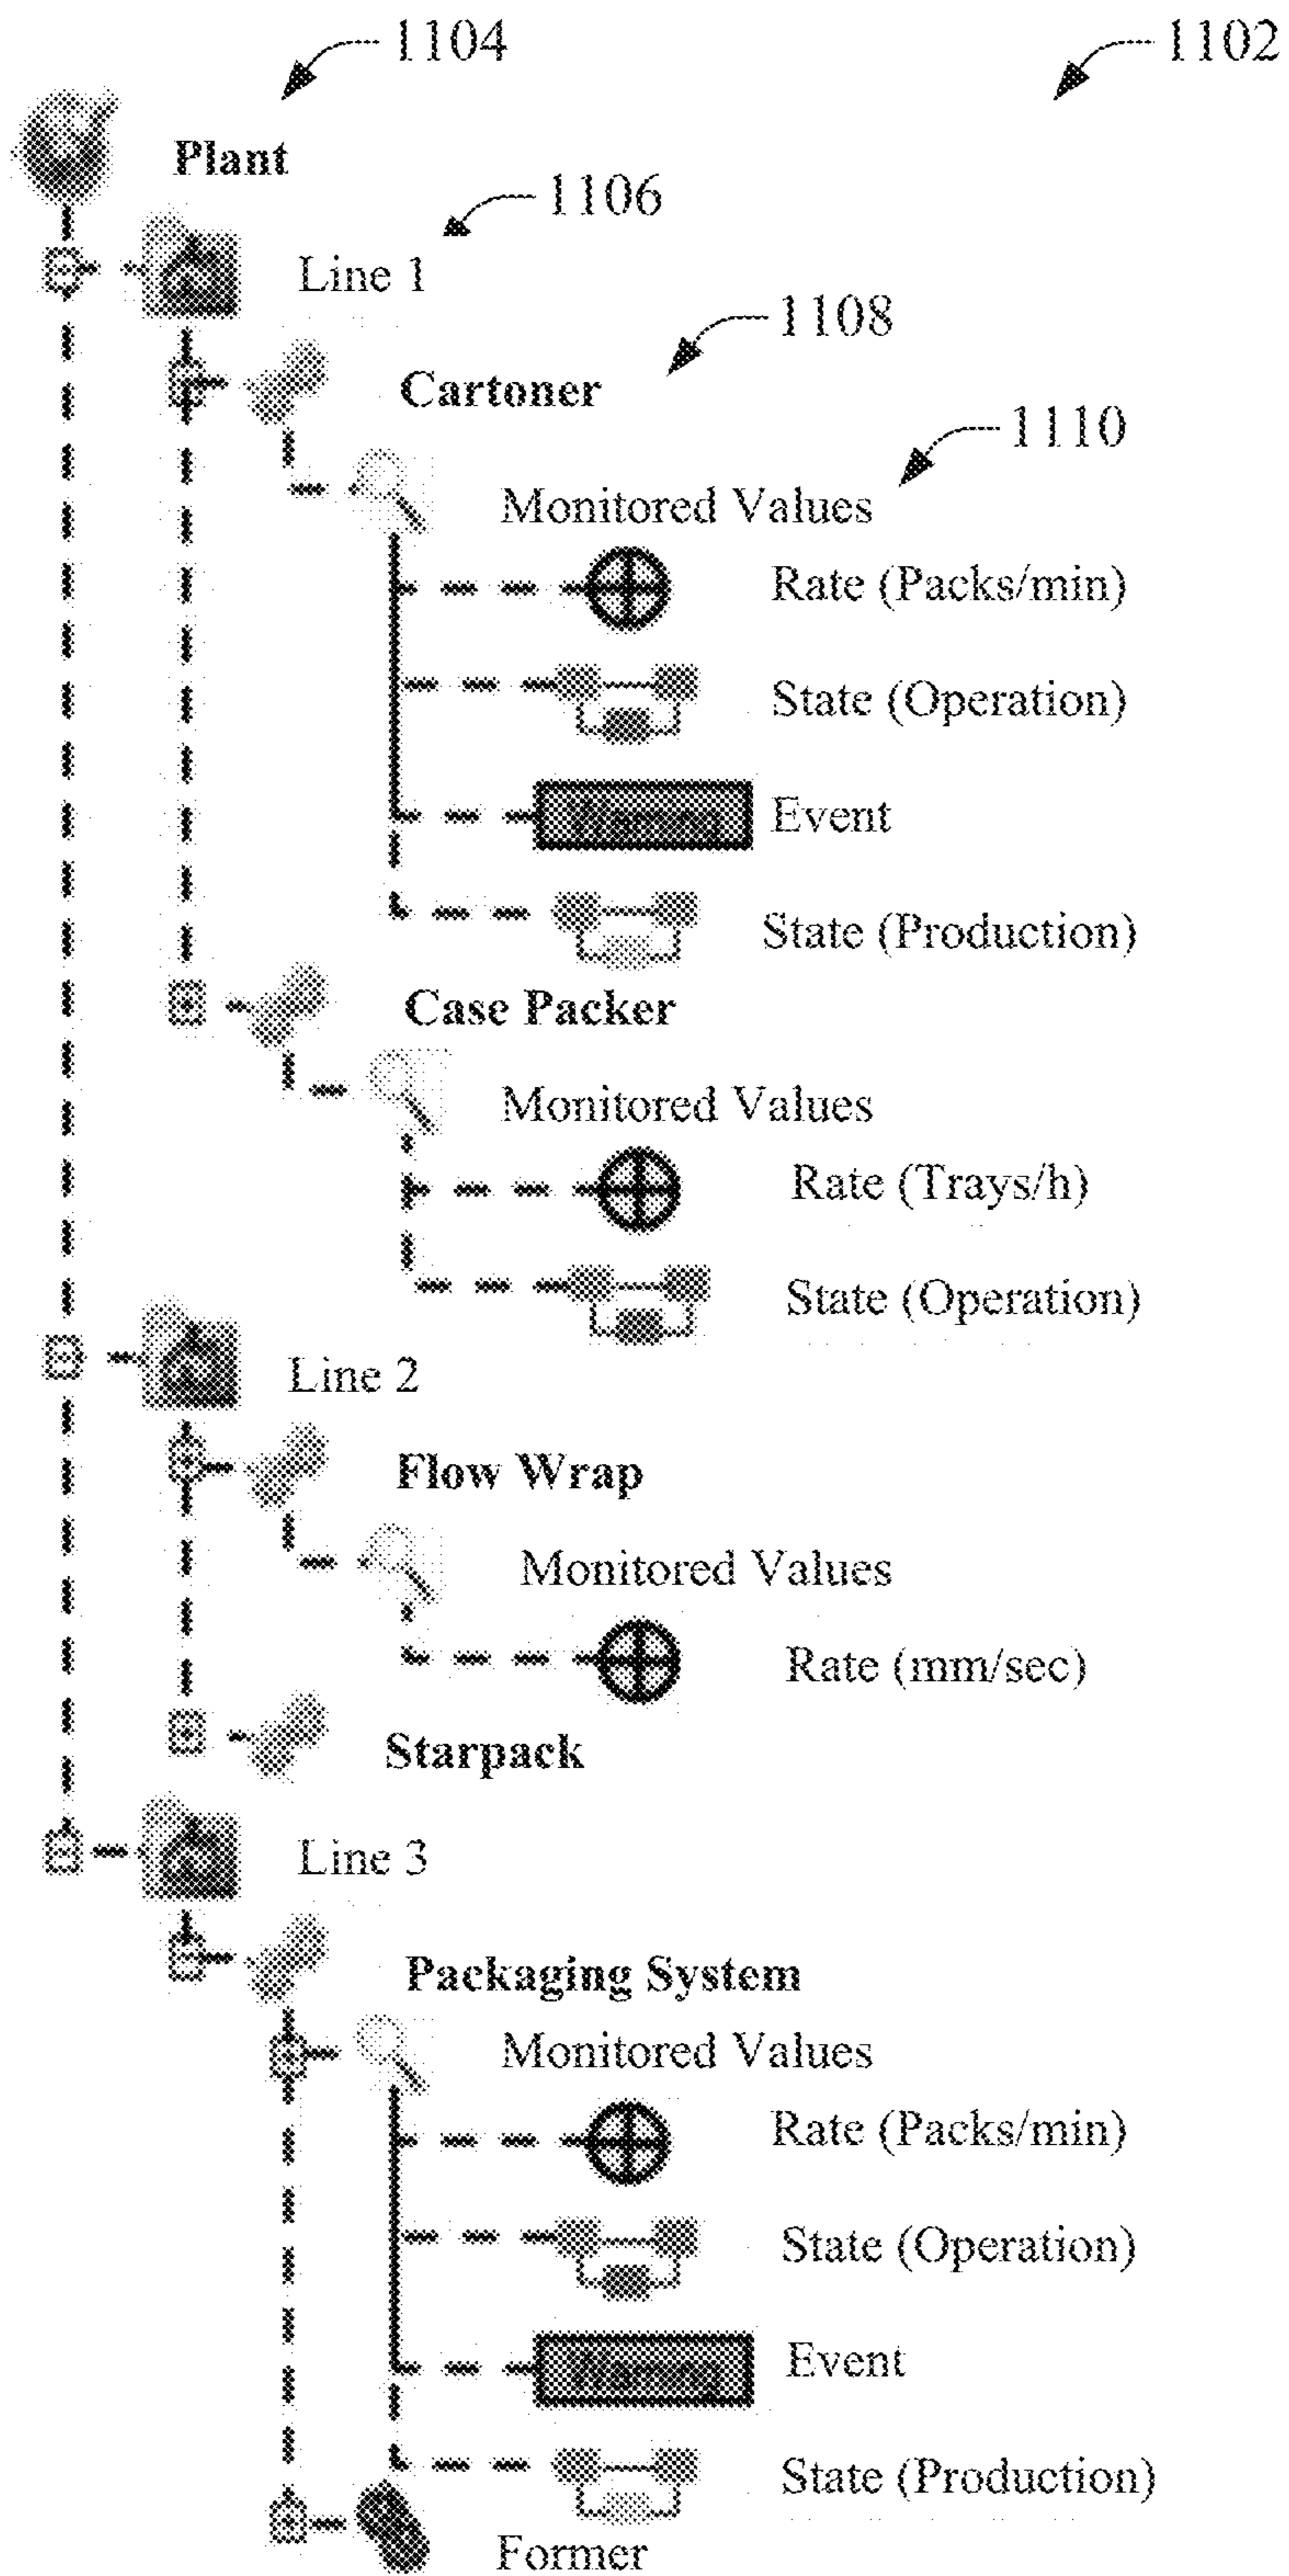 1104
1102
Plant
1106
Line 1
1108
Cartoner
1110
Monitored Values
Rate (Packs/min)
State (Operation)
Warning Event
State (Production)
Case Packer
Monitored Values
Rate (Trays/h)
State (Operation)
Line 2
Flow Wrap
Monitored Values
Rate (mm/sec)
Starpack
Line 3
Packaging System
Monitored Values
Rate (Packs/min)
State (Operation)
Warning Event
State (Production)
Former